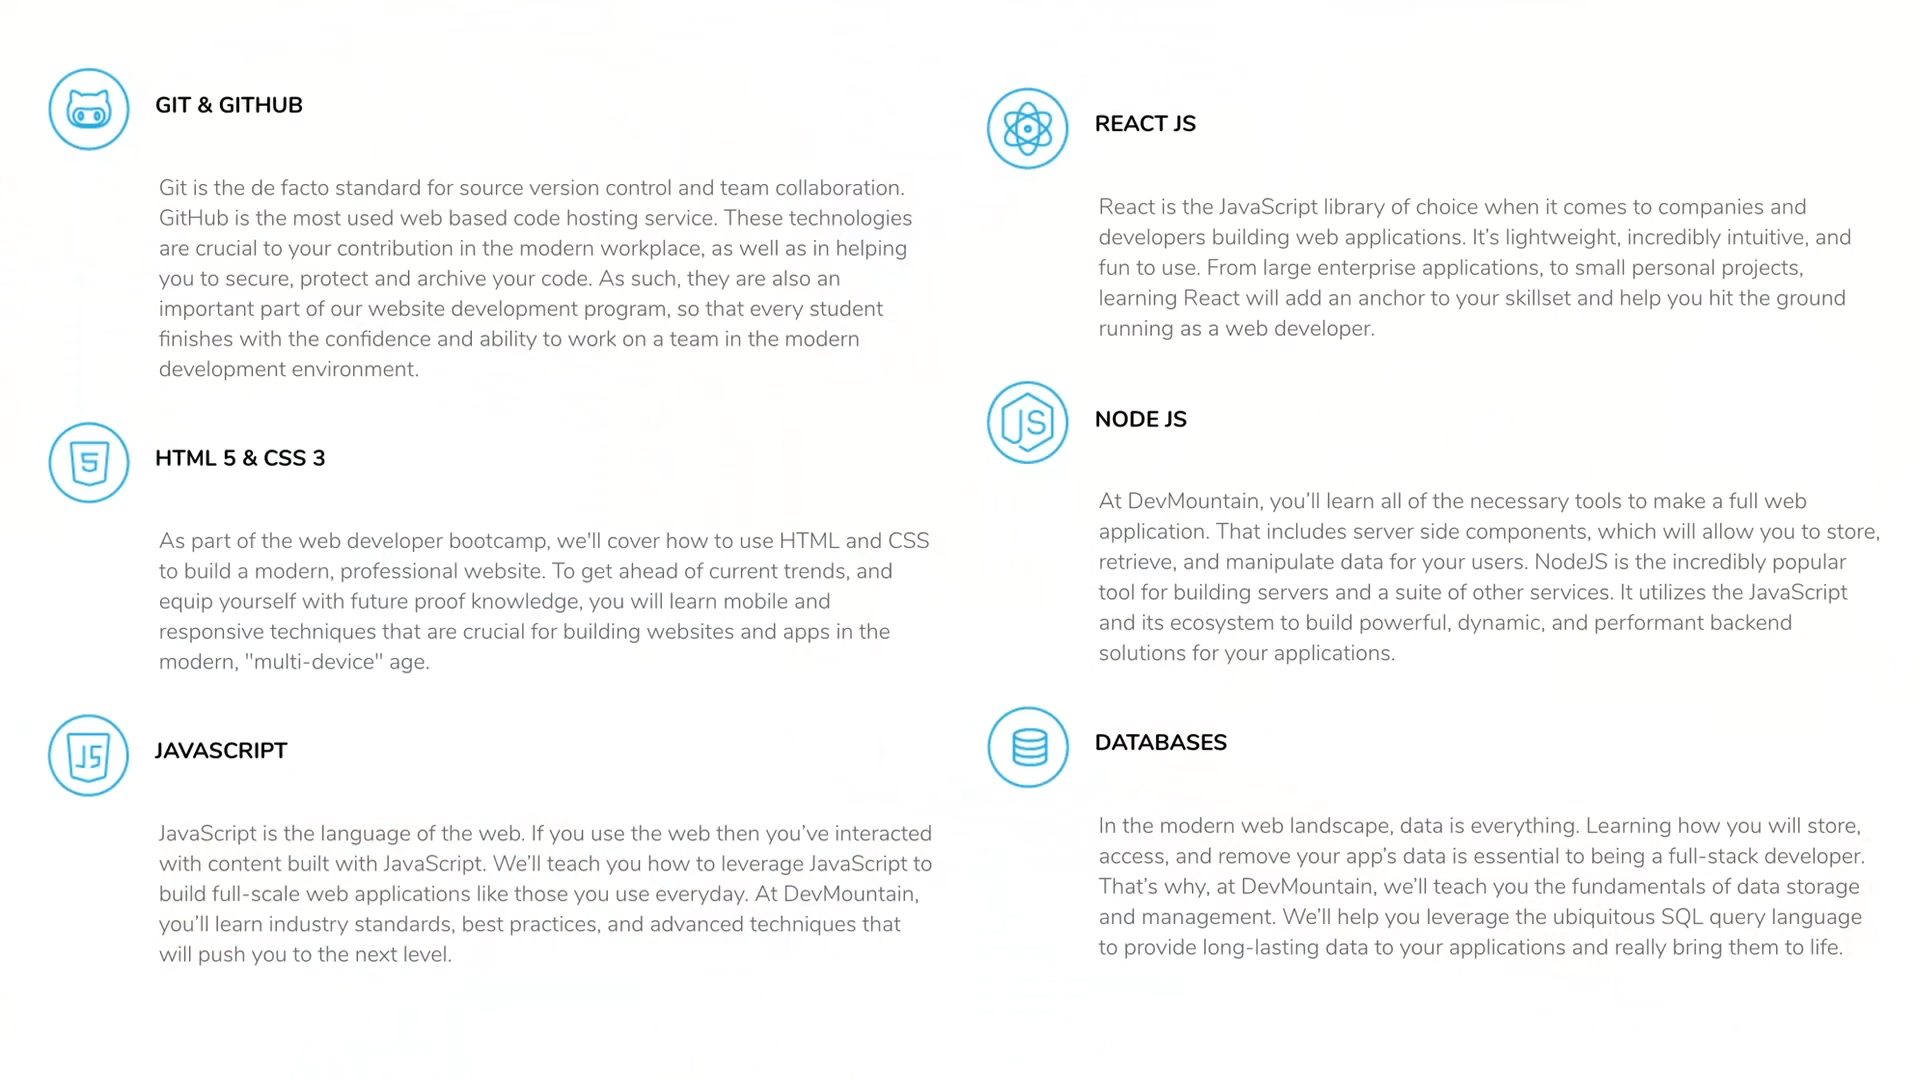 GIT & GITHUB
Git is the de facto standard for source version control and team collaboration.
GitHub is the most used web based code hosting service. These technologies
are crucial to your contribution in the modern workplace, as well as in helping
you to secure, protect and archive your code. As such, they are also an
important part of our website development program, so that every student
finishes with the confidence and ability to work on a team in the modern
development environment.
5
HTML 5 & CSS 3
As part of the web developer bootcamp, we'll cover how to use HTML and CSS
to build a modern, professional website. To get ahead of current trends, and
equip yourself with future proof knowledge, you will learn mobile and
responsive techniques that are crucial for building websites and apps in the
modern, "multi-device" age.
JS
JAVASCRIPT
JavaScript is the language of the web. If you use the web then you’ve interacted
with content built with JavaScript. We’ll teach you how to leverage JavaScript to
build full-scale web applications like those you use everyday. At DevMountain,
you’ll learn industry standards, best practices, and advanced techniques that
will push you to the next level.
REACT JS
React is the JavaScript library of choice when it comes to companies and
developers building web applications. It’s lightweight, incredibly intuitive, and
fun to use. From large enterprise applications, to small personal projects,
learning React will add an anchor to your skillset and help you hit the ground
running as a web developer.
JS
NODE JS
At DevMountain, you’ll learn all of the necessary tools to make a full web
application. That includes server side components, which will allow you to store,
retrieve, and manipulate data for your users. NodeJS is the incredibly popular
tool for building servers and a suite of other services. It utilizes the JavaScript
and its ecosystem to build powerful, dynamic, and performant backend
solutions for your applications.
DATABASES
In the modern web landscape, data is everything. Learning how you will store,
access, and remove your app’s data is essential to being a full-stack developer.
That’s why, at DevMountain, we’ll teach you the fundamentals of data storage
and management. We’ll help you leverage the ubiquitous SQL query language
to provide long-lasting data to your applications and really bring them to life.